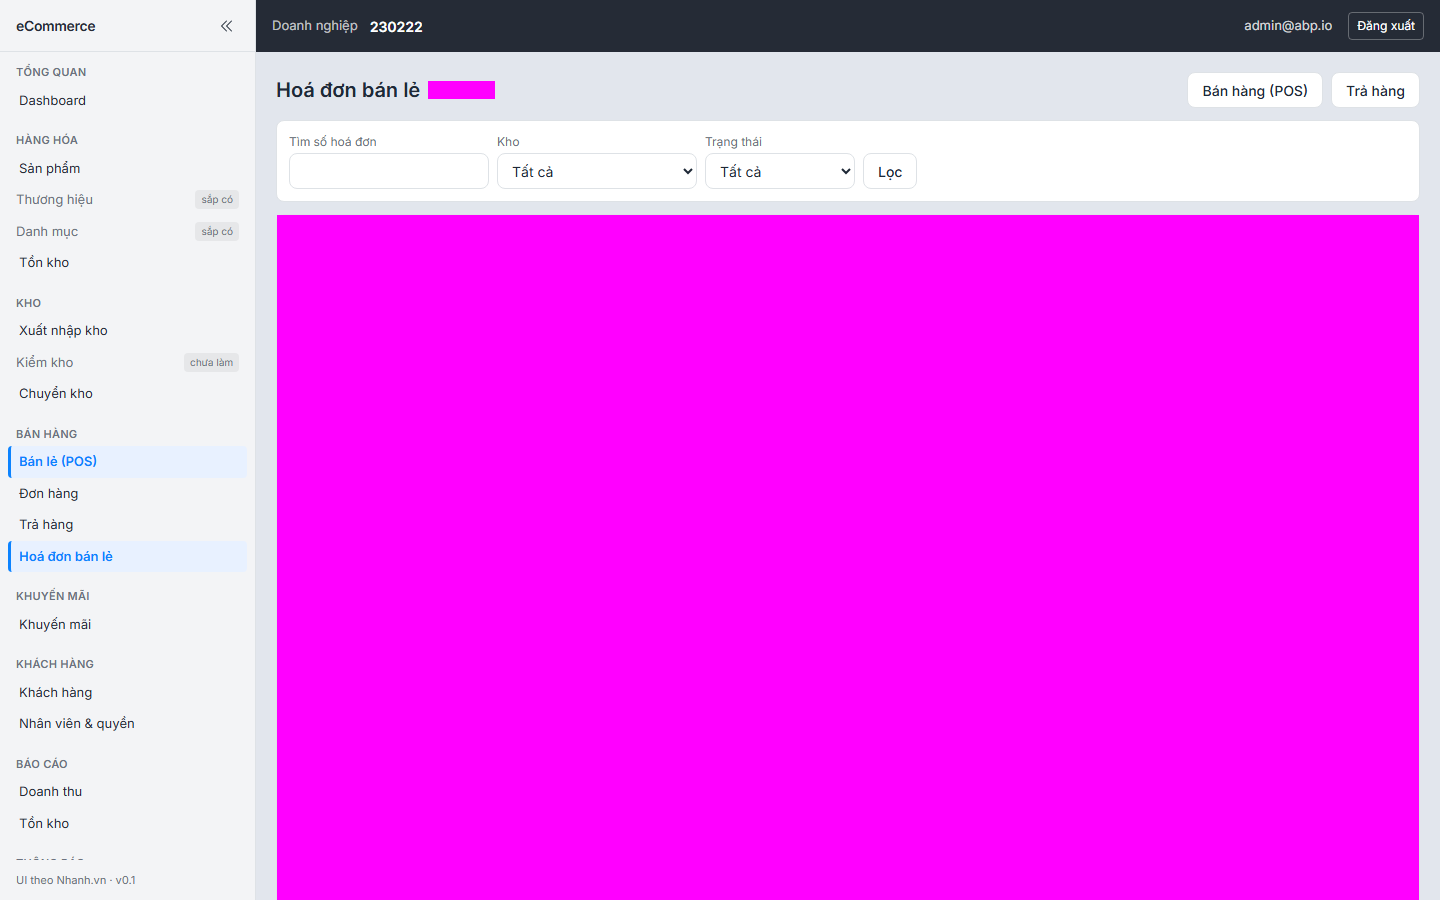 eCommerce
Doanh nghiệp 230222
admin@abp.io
Đăng xuất
TỔNG QUAN
Dashboard
HÀNG HÓA
Sản phẩm
Thương hiệu sắp có
Danh mục sắp có
Tồn kho
KHO
Xuất nhập kho
Kiểm kho chưa làm
Chuyển kho
BÁN HÀNG
Bán lẻ (POS)
Đơn hàng
Trả hàng
Hoá đơn bán lẻ
KHUYẾN MÃI
Khuyến mãi
KHÁCH HÀNG
Khách hàng
Nhân viên & quyền
BÁO CÁO
Doanh thu
Tồn kho
UI theo Nhanh.vn · v0.1
Hoá đơn bán lẻ
Bán hàng (POS)
Trả hàng
Tìm số hoá đơn
Kho
Tất cả
Trạng thái
Tất cả
Lọc